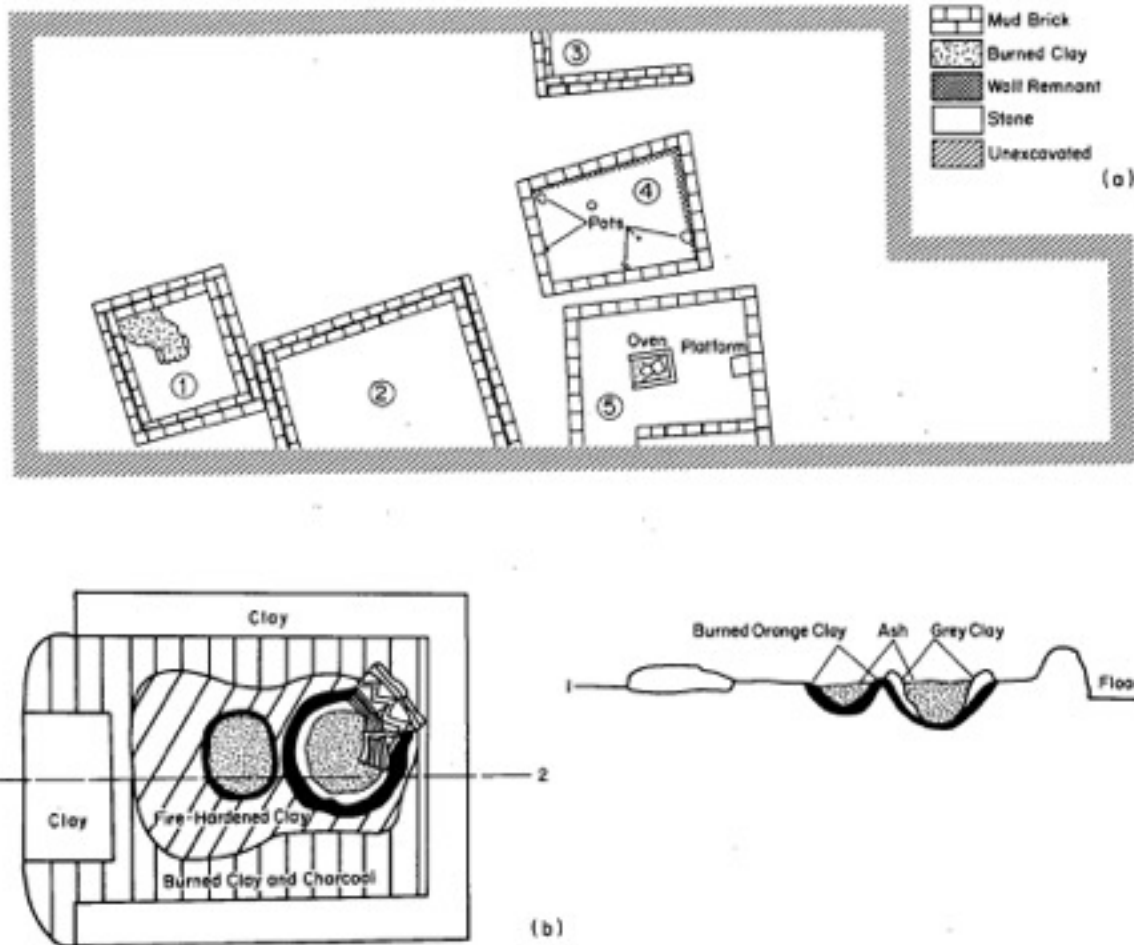 Mud Brick
Burned Clay
Wall Remnant
Stone
Unexcavated
(a)
3
4
Pots
1
2
Oven
Platform
5
Clay
Clay
Fire-Hardened Clay
Burned Clay and Charcoal
2
(b)
Burned Orange Clay Ash Grey Clay
1
Floo